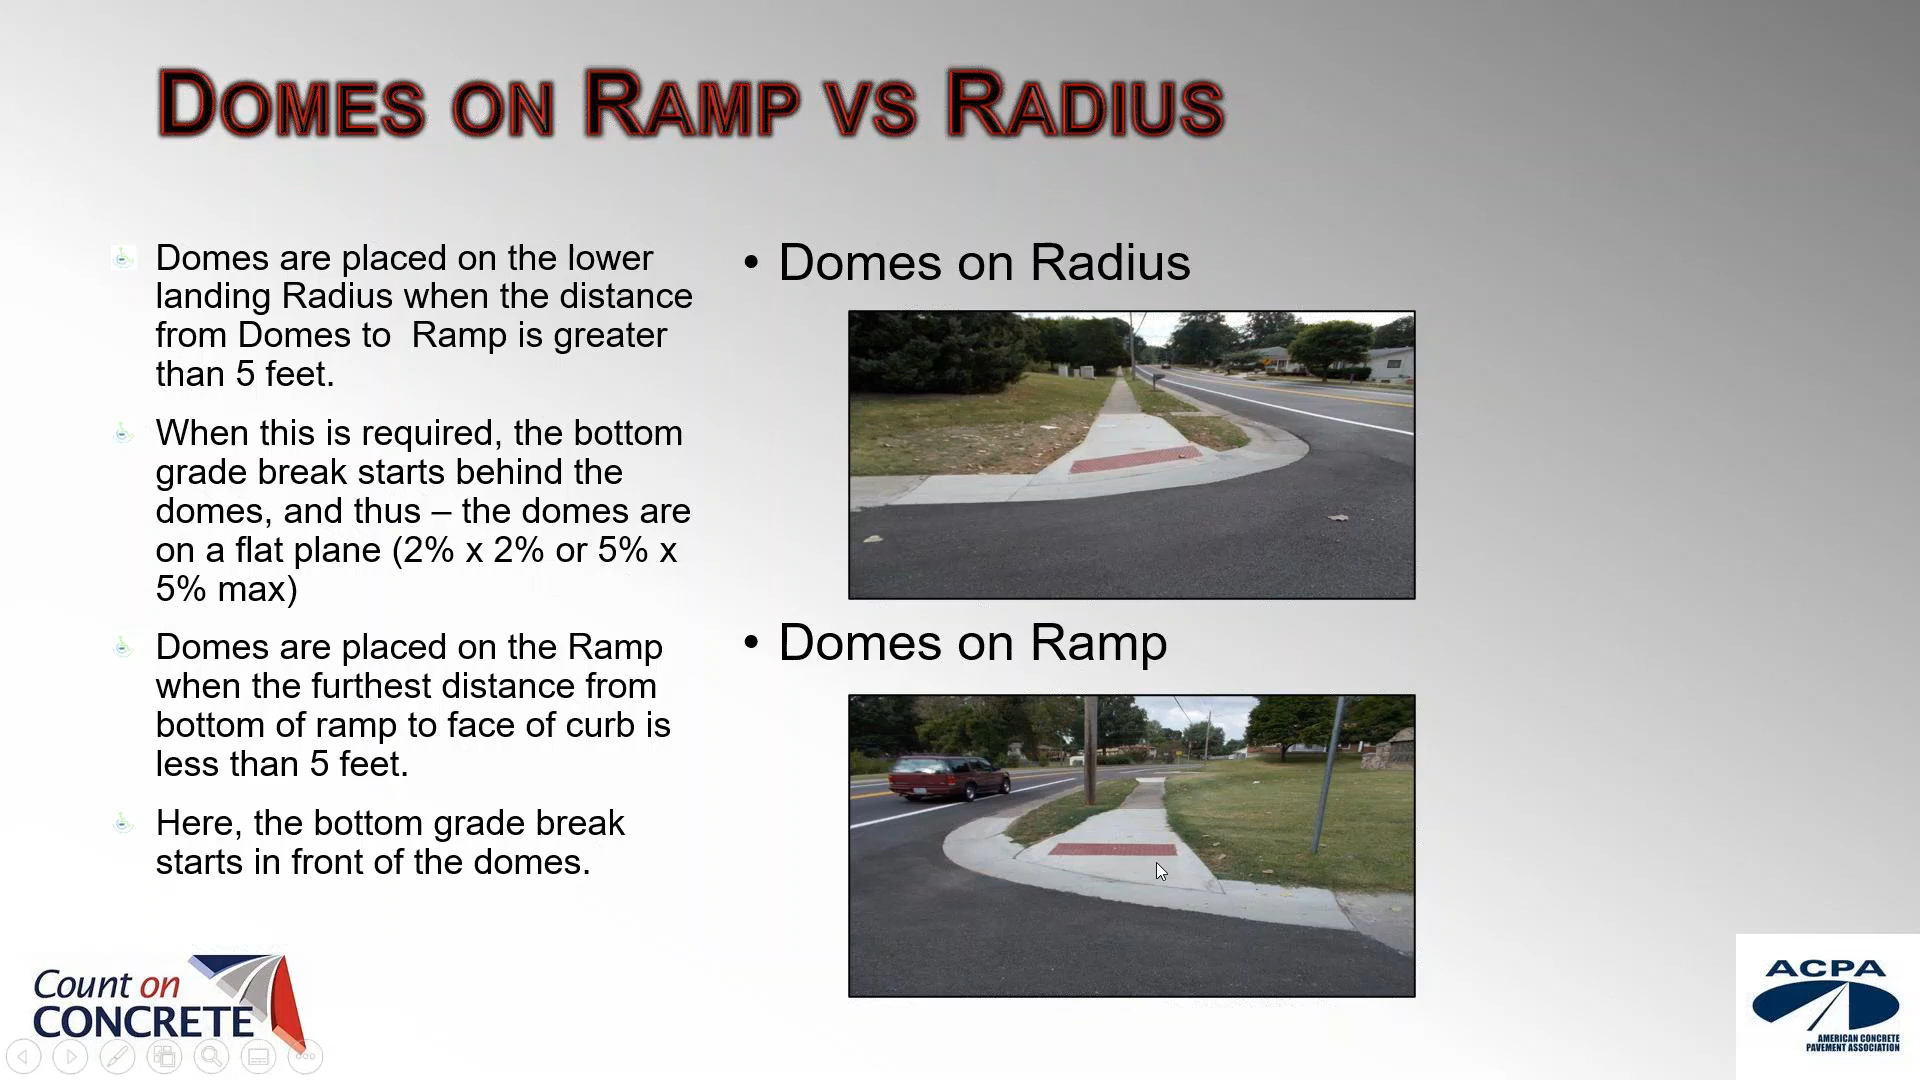 DOMES ON RAMP VS RADIUS
Domes are placed on the lower
landing Radius when the distance
from Domes to  Ramp is greater
than 5 feet.
When this is required, the bottom
grade break starts behind the
domes, and thus – the domes are
on a flat plane (2% x 2% or 5% x
5% max)
Domes are placed on the Ramp
when the furthest distance from
bottom of ramp to face of curb is
less than 5 feet.
Here, the bottom grade break
starts in front of the domes.
• Domes on Radius
• Domes on Ramp
Count on
CONCRETE
ACPA
AMERICAN CONCRETE
PAVEMENT ASSOCIATION